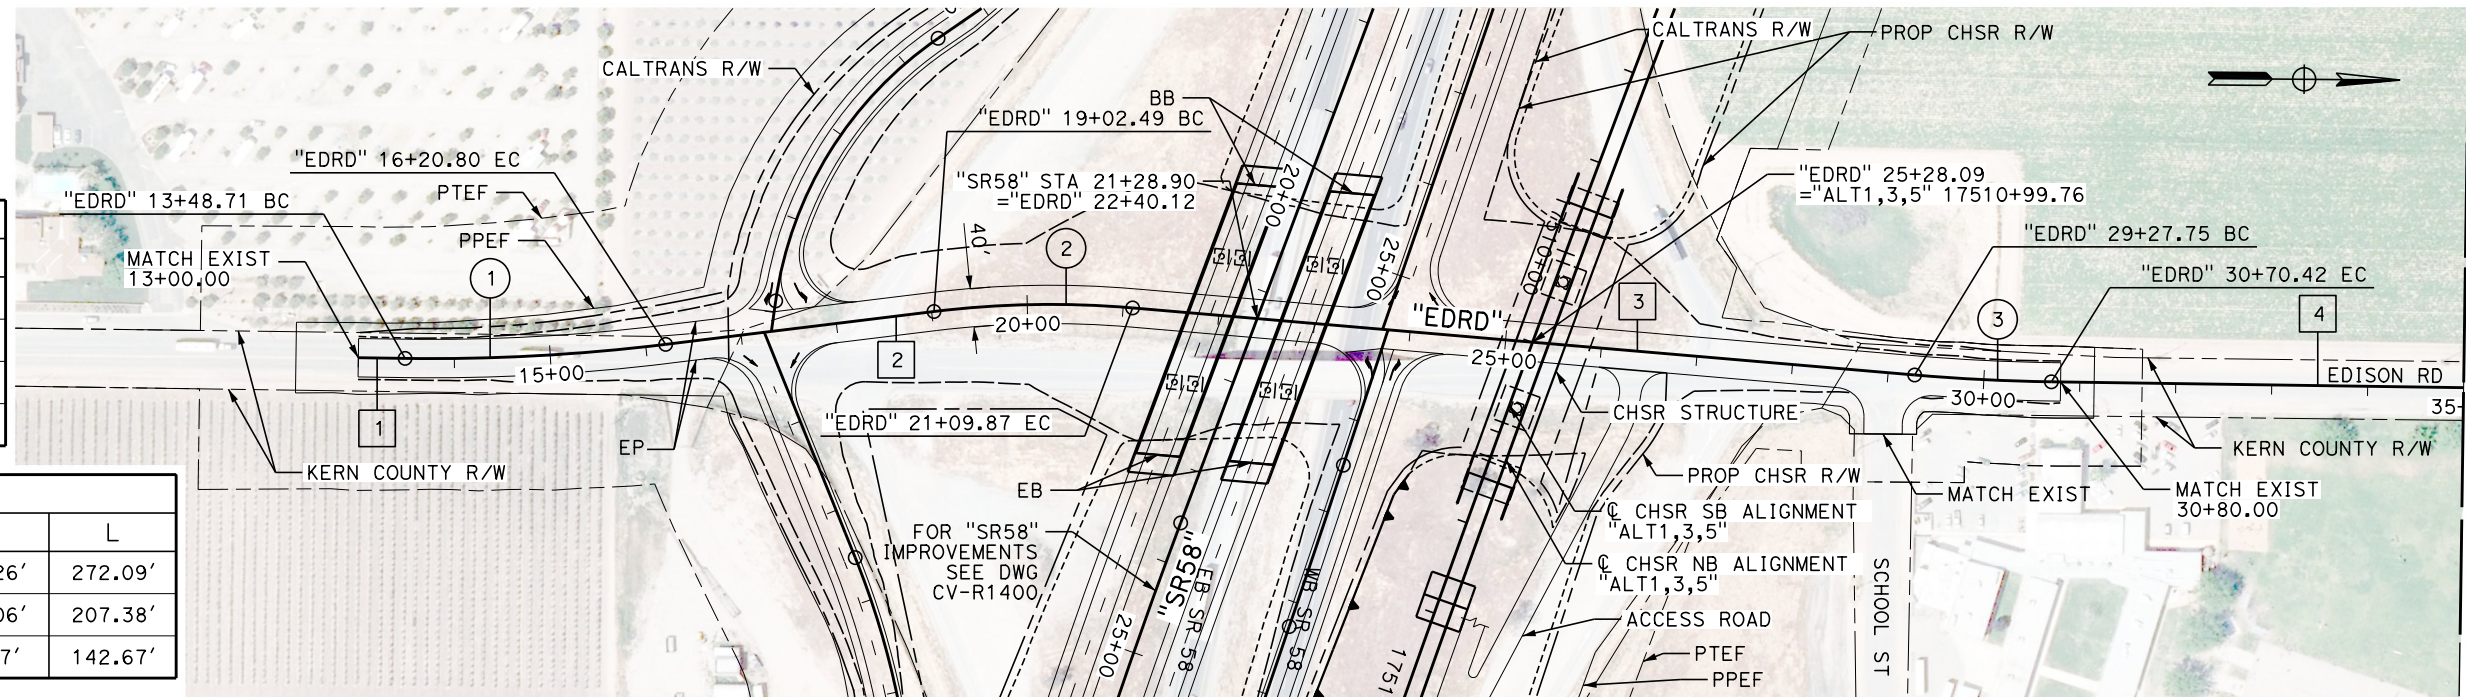 CALTRANS R/W
CALTRANS R/W
PROP CHSR R/W
BB
"EDRD" 19+02.49 BC
"EDRD" 16+20.80 EC
PTEF
"EDRD" 13+48.71 BC
PPEF
MATCH EXIST
13+00.00
1
40'
2
"SR58" STA 21+28.90
="EDRD" 22+40.12
20+00
25+00
510+00
"EDRD" 25+28.09
="ALT1,3,5" 17510+99.76
"EDRD" 29+27.75 BC
"EDRD" 30+70.42 EC
3
3
4
"EDRD"
20+00
15+00
25+00
30+00
EDISON RD
35+
2
1
"EDRD" 21+09.87 EC
EP
KERN COUNTY R/W
CHSR STRUCTURE
KERN COUNTY R/W
PROP CHSR R/W
MATCH EXIST
MATCH EXIST
30+80.00
EB
FOR "SR58"
IMPROVEMENTS
SEE DWG
CV-R1400
℄ CHSR SB ALIGNMENT
"ALT1,3,5"
℄ CHSR NB ALIGNMENT
"ALT1,3,5"
"SR58"
EB SR 58
WB SR 58
25+00
1751
ACCESS ROAD
PTEF
PPEF
SCHOOL ST
L
26' 272.09'
06' 207.38'
7' 142.67'